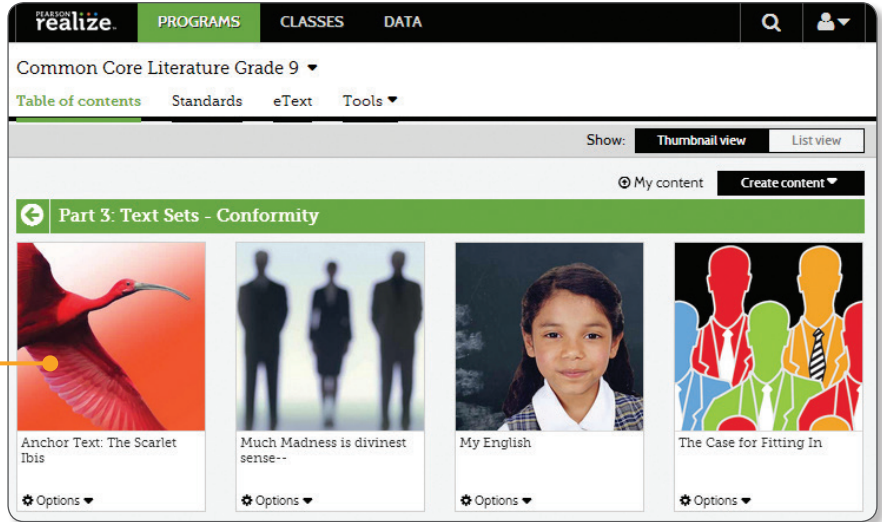 PEARSON
realize™ PROGRAMS CLASSES DATA
Common Core Literature Grade 9
Table of contents Standards eText Tools
Show: Thumbnail view List view
My content Create content
Part 3: Text Sets - Conformity
Anchor Text: The Scarlet
Ibis
Options
Much Madness is divinest
sense--
Options
My English
Options
The Case for Fitting In
Options